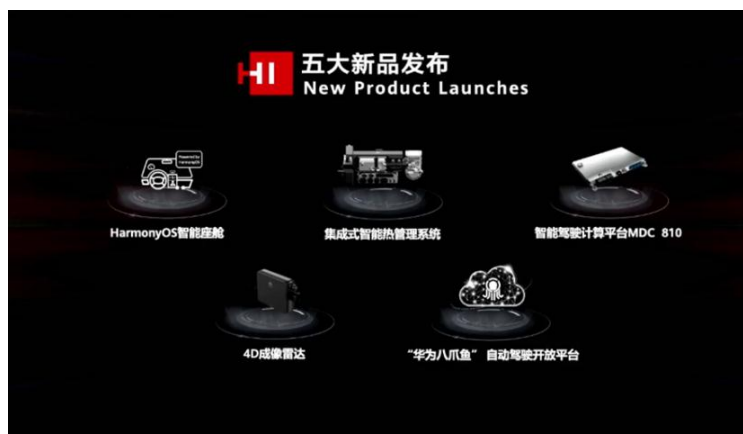 HI
五大新品发布
New Product Launches
Powered by
HarmonyOS
HarmonyOS智能座舱
集成式智能热管理系统
智能驾驶计算平台MDC 810
4D成像雷达
“华为八爪鱼” 自动驾驶开放平台